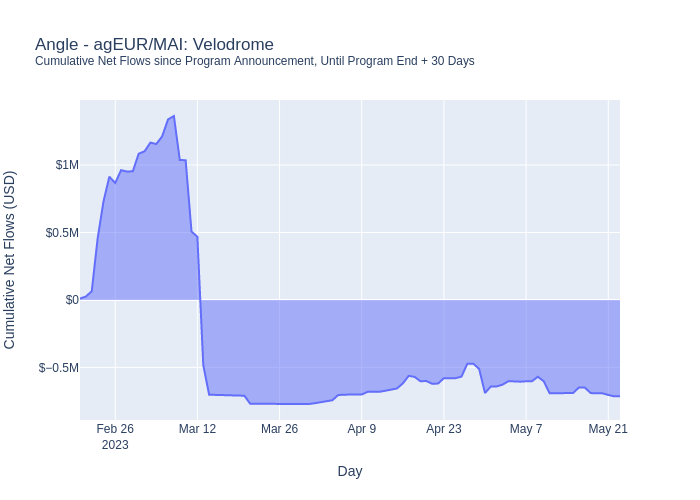 Angle - agEUR/MAI: Velodrome
Cumulative Net Flows since Program Announcement, Until Program End + 30 Days
Cumulative Net Flows (USD)
$1M
$0.5M
$0
$−0.5M
Feb 26
2023
Mar 12
Mar 26
Apr 9
Apr 23
May 7
May 21
Day